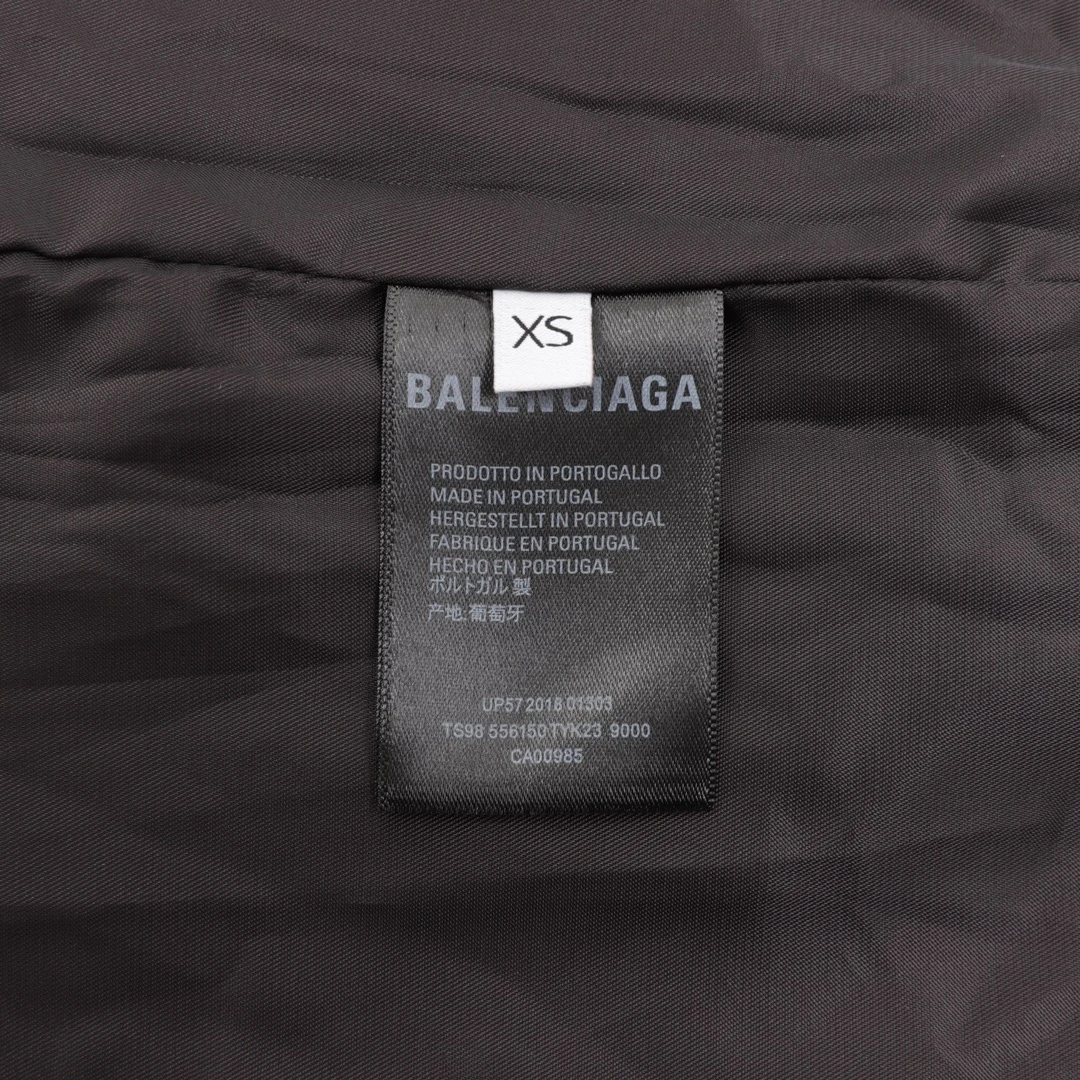 XS
BALENCIAGA
PRODOTTO IN PORTOGALLO
MADE IN PORTUGAL
HERGESTELLT IN PORTUGAL
FABRIQUE EN PORTUGAL
HECHO EN PORTUGAL
ポルトガル 製
产地: 葡萄牙
UP57 2018 01303
TS98 556150 TYK23 9000
CA00985